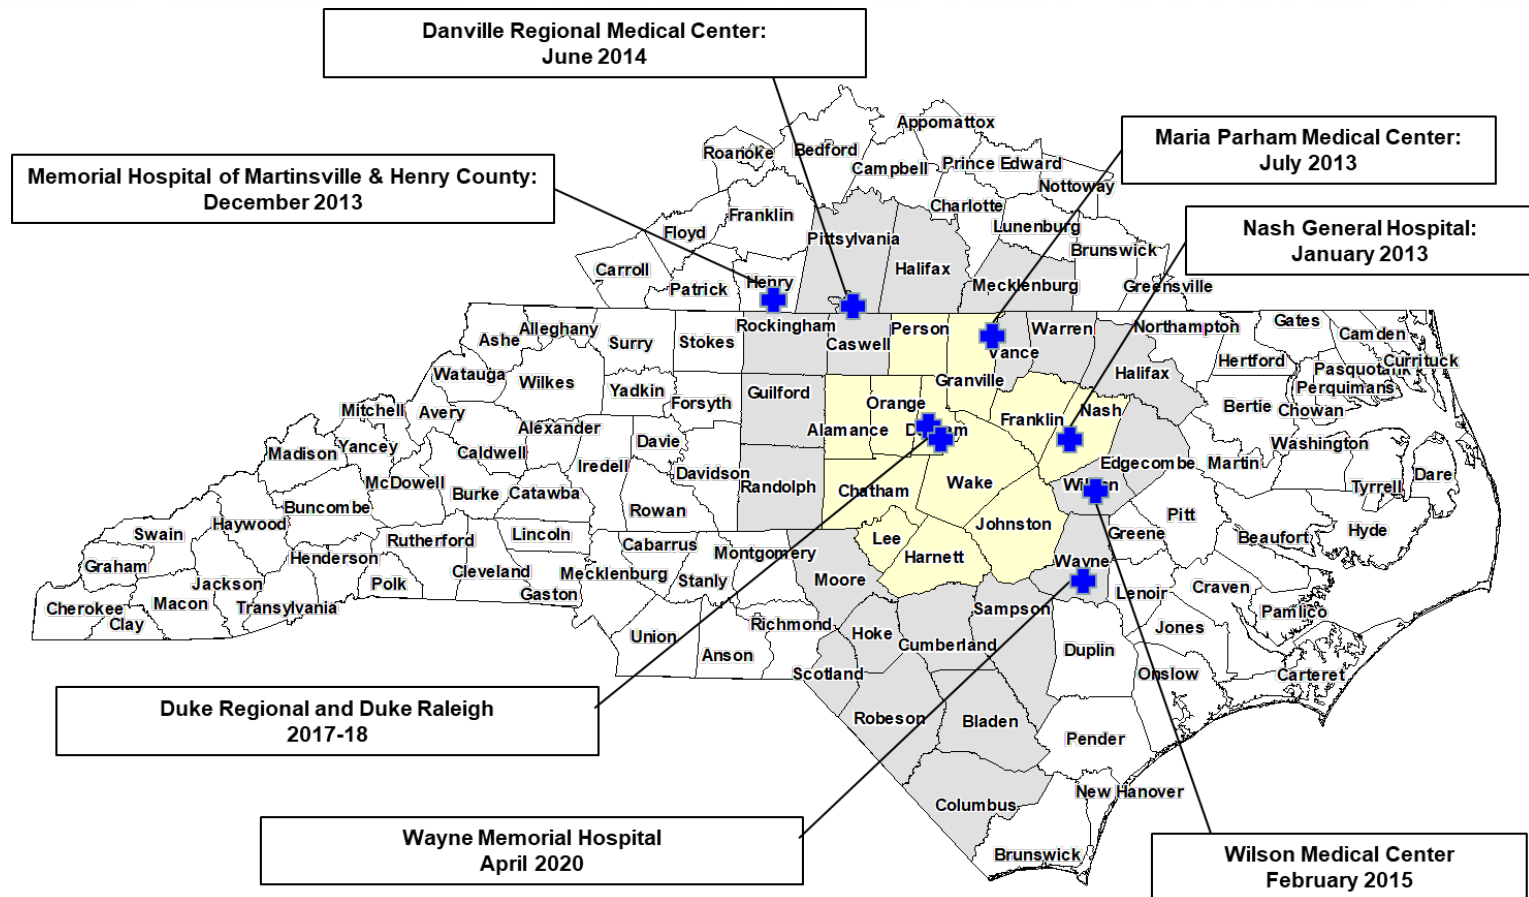 Danville Regional Medical Center:
June 2014
Maria Parham Medical Center:
July 2013
Memorial Hospital of Martinsville & Henry County:
December 2013
Nash General Hospital:
January 2013
Appomattox
Roanoke
Bedford
Campbell
Prince Edward
Nottoway
Franklin
Charlotte
Lunenburg
Floyd
Pittsylvania
Brunswick
Carroll
Halifax
Patrick
Henry
Mecklenburg
Greensville
Ashe
Alleghany
Surry
Stokes
Rockingham
Caswell
Person
Vance
Warren
Northampton
Gates
Camden
Currituck
Hertford
Pasquotank
Perquimans
Watauga
Wilkes
Yadkin
Forsyth
Guilford
Granville
Halifax
Mitchell
Avery
Orange
Alamance
Franklin
Nash
Bertie
Chowan
Madison
Yancey
Caldwell
Alexander
Davie
Iredell
Davidson
Washington
McDowell
Burke
Catawba
Randolph
Chatham
Wake
Edgecombe
Martin
Tyrrell
Dare
Buncombe
Rowan
Wilson
Haywood
Swain
Rutherford
Lincoln
Johnston
Pitt
Greene
Beaufort
Hyde
Graham
Henderson
Cabarrus
Montgomery
Lee
Harnett
Jackson
Polk
Cleveland
Gaston
Mecklenburg
Stanly
Moore
Wayne
Lenoir
Craven
Cherokee
Macon
Transylvania
Clay
Sampson
Pamlico
Union
Richmond
Hoke
Cumberland
Jones
Anson
Duplin
Scotland
Onslow
Carteret
Robeson
Bladen
Pender
Columbus
New Hanover
Brunswick
Duke Regional and Duke Raleigh
2017-18
Wayne Memorial Hospital
April 2020
Wilson Medical Center
February 2015